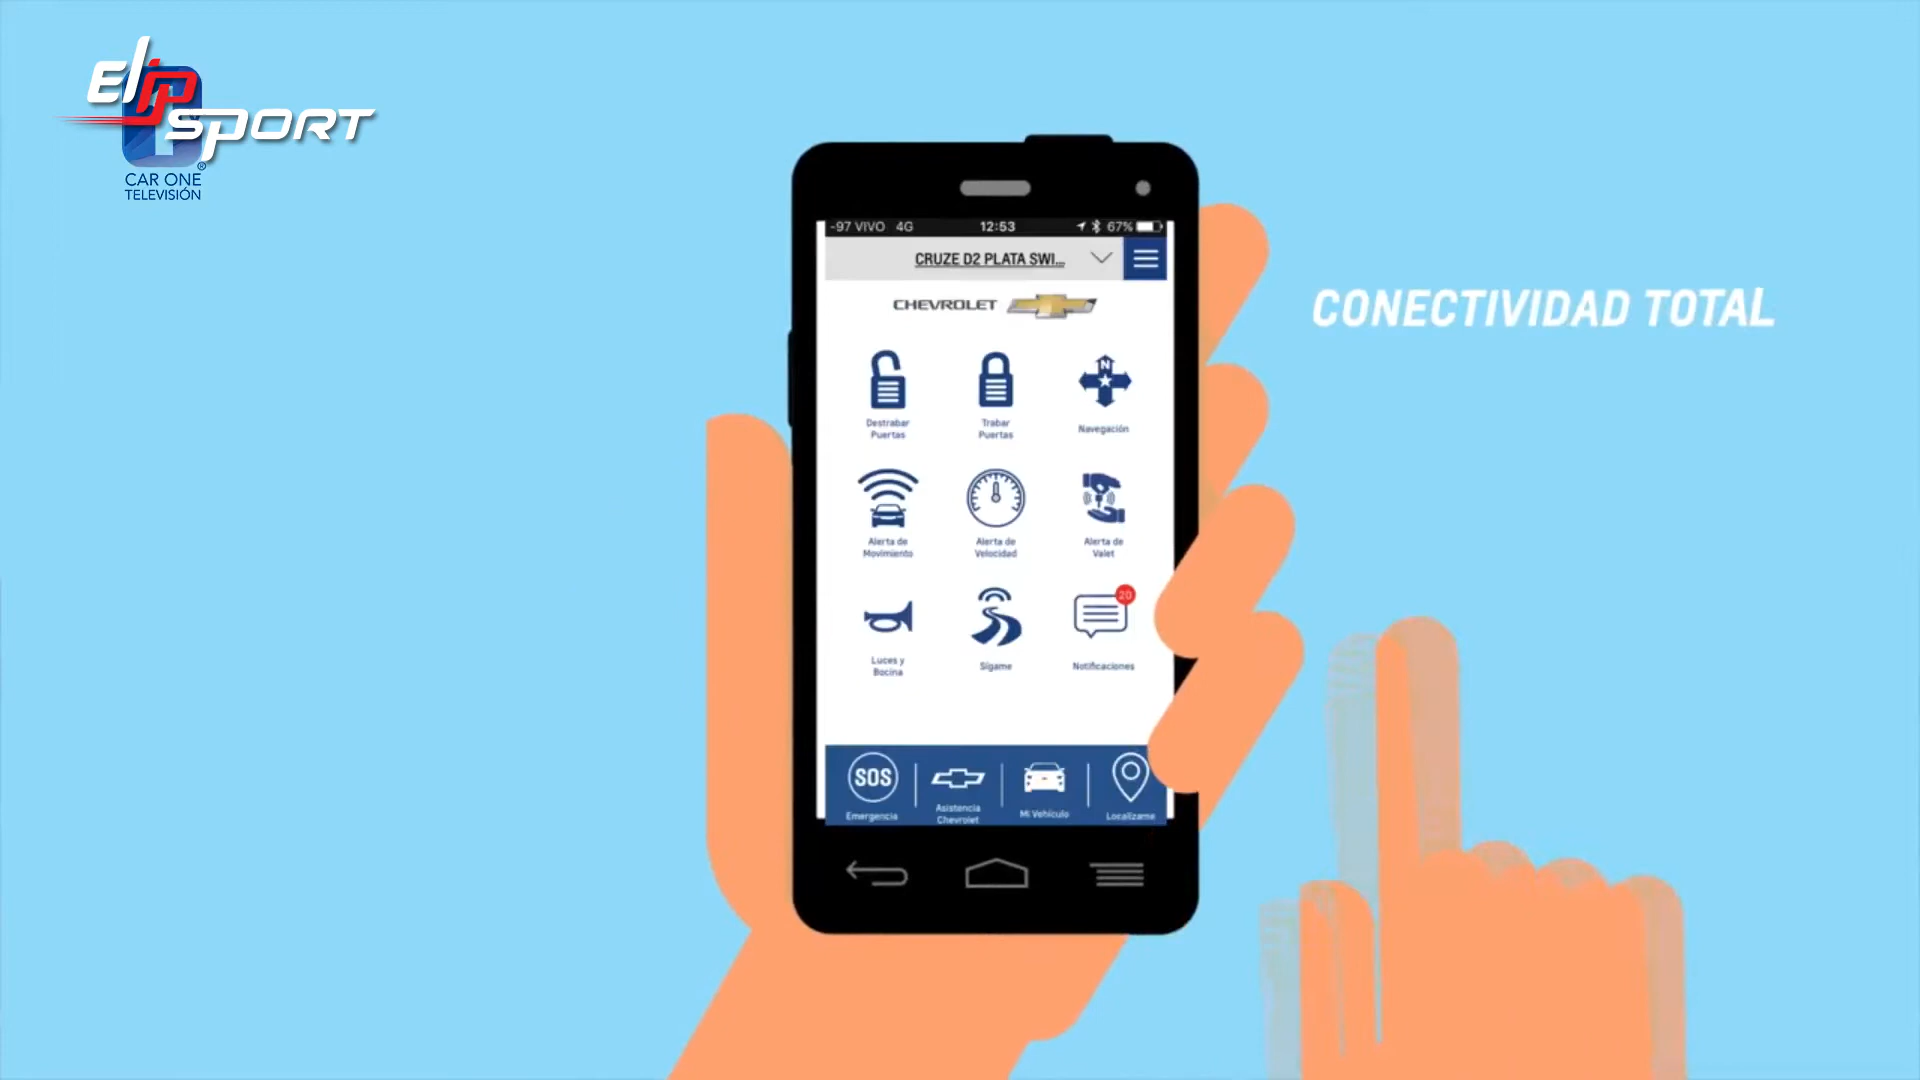 Elip
SPORT
CAR ONE
TELEVISIÓN
-97 VIVO 4G 12:53 67%
CRUZE D2 PLATA SWI...
CHEVROLET
CONECTIVIDAD TOTAL
N
Destrabar
Puertas
Trabar
Puertas
Navegación
Alerta de
Movimiento
Alerta de
Velocidad
Alerta de
Valet
20
Luces y
Bocina
Sígame
Notificaciones
SOS
Emergencia
Asistencia
Chevrolet
Mi Vehículo
Localízame